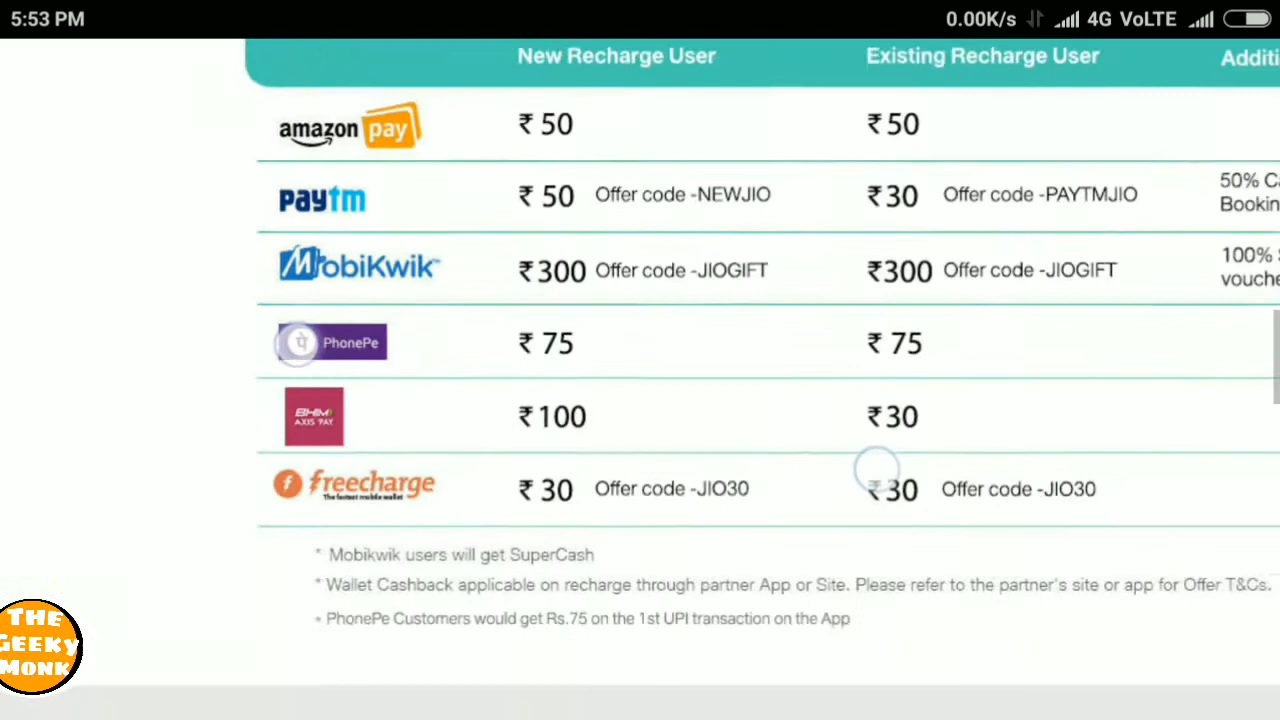 5:53 PM 0.00K/s 4G VoLTE
New Recharge User Existing Recharge User Additi
amazon pay ₹ 50 ₹ 50
paytm ₹ 50 Offer code -NEWJIO ₹ 30 Offer code -PAYTMJIO 50% C
Bookin
MobiKwik™ ₹300 Offer code -JIOGIFT ₹300 Offer code -JIOGIFT 100%
vouche
पे PhonePe ₹ 75 ₹ 75
BHIM AXIS PAY ₹100 ₹30
f freecharge The fastest mobile wallet ₹ 30 Offer code -JIO30 ₹30 Offer code -JIO30
* Mobikwik users will get SuperCash
* Wallet Cashback applicable on recharge through partner App or Site. Please refer to the partner's site or app for Offer T&Cs.
* PhonePe Customers would get Rs.75 on the 1st UPI transaction on the App
THE
GEEKY
MONK